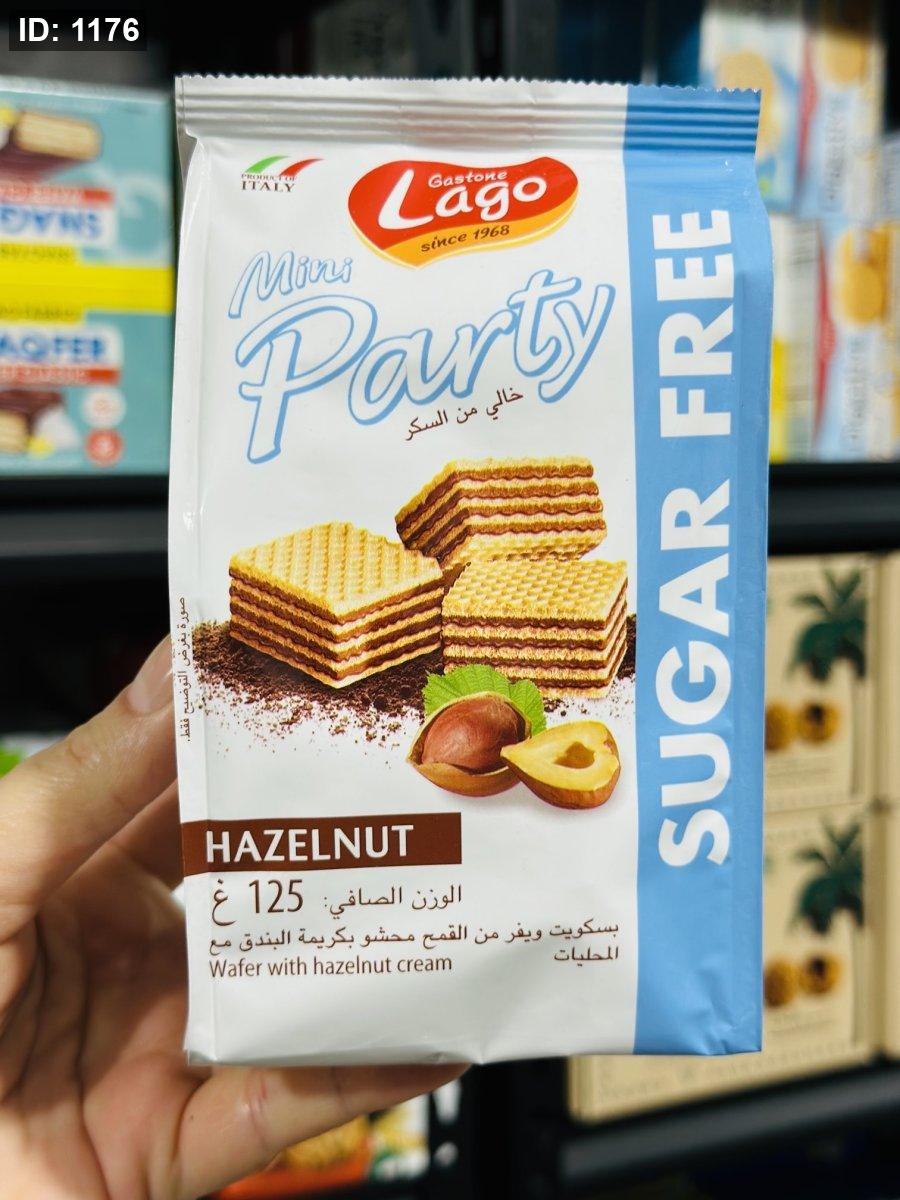 ID: 1176
PRODUCT OF
ITALY
Gastone
Lago
since 1968
Mini
Party
خالي من السكر
SUGAR FREE
صورة بغرض التوضيح فقط.
HAZELNUT
الوزن الصافي: 125 غ
بسكويت ويفر من القمح محشو بكريمة البندق مع
المحليات
Wafer with hazelnut cream